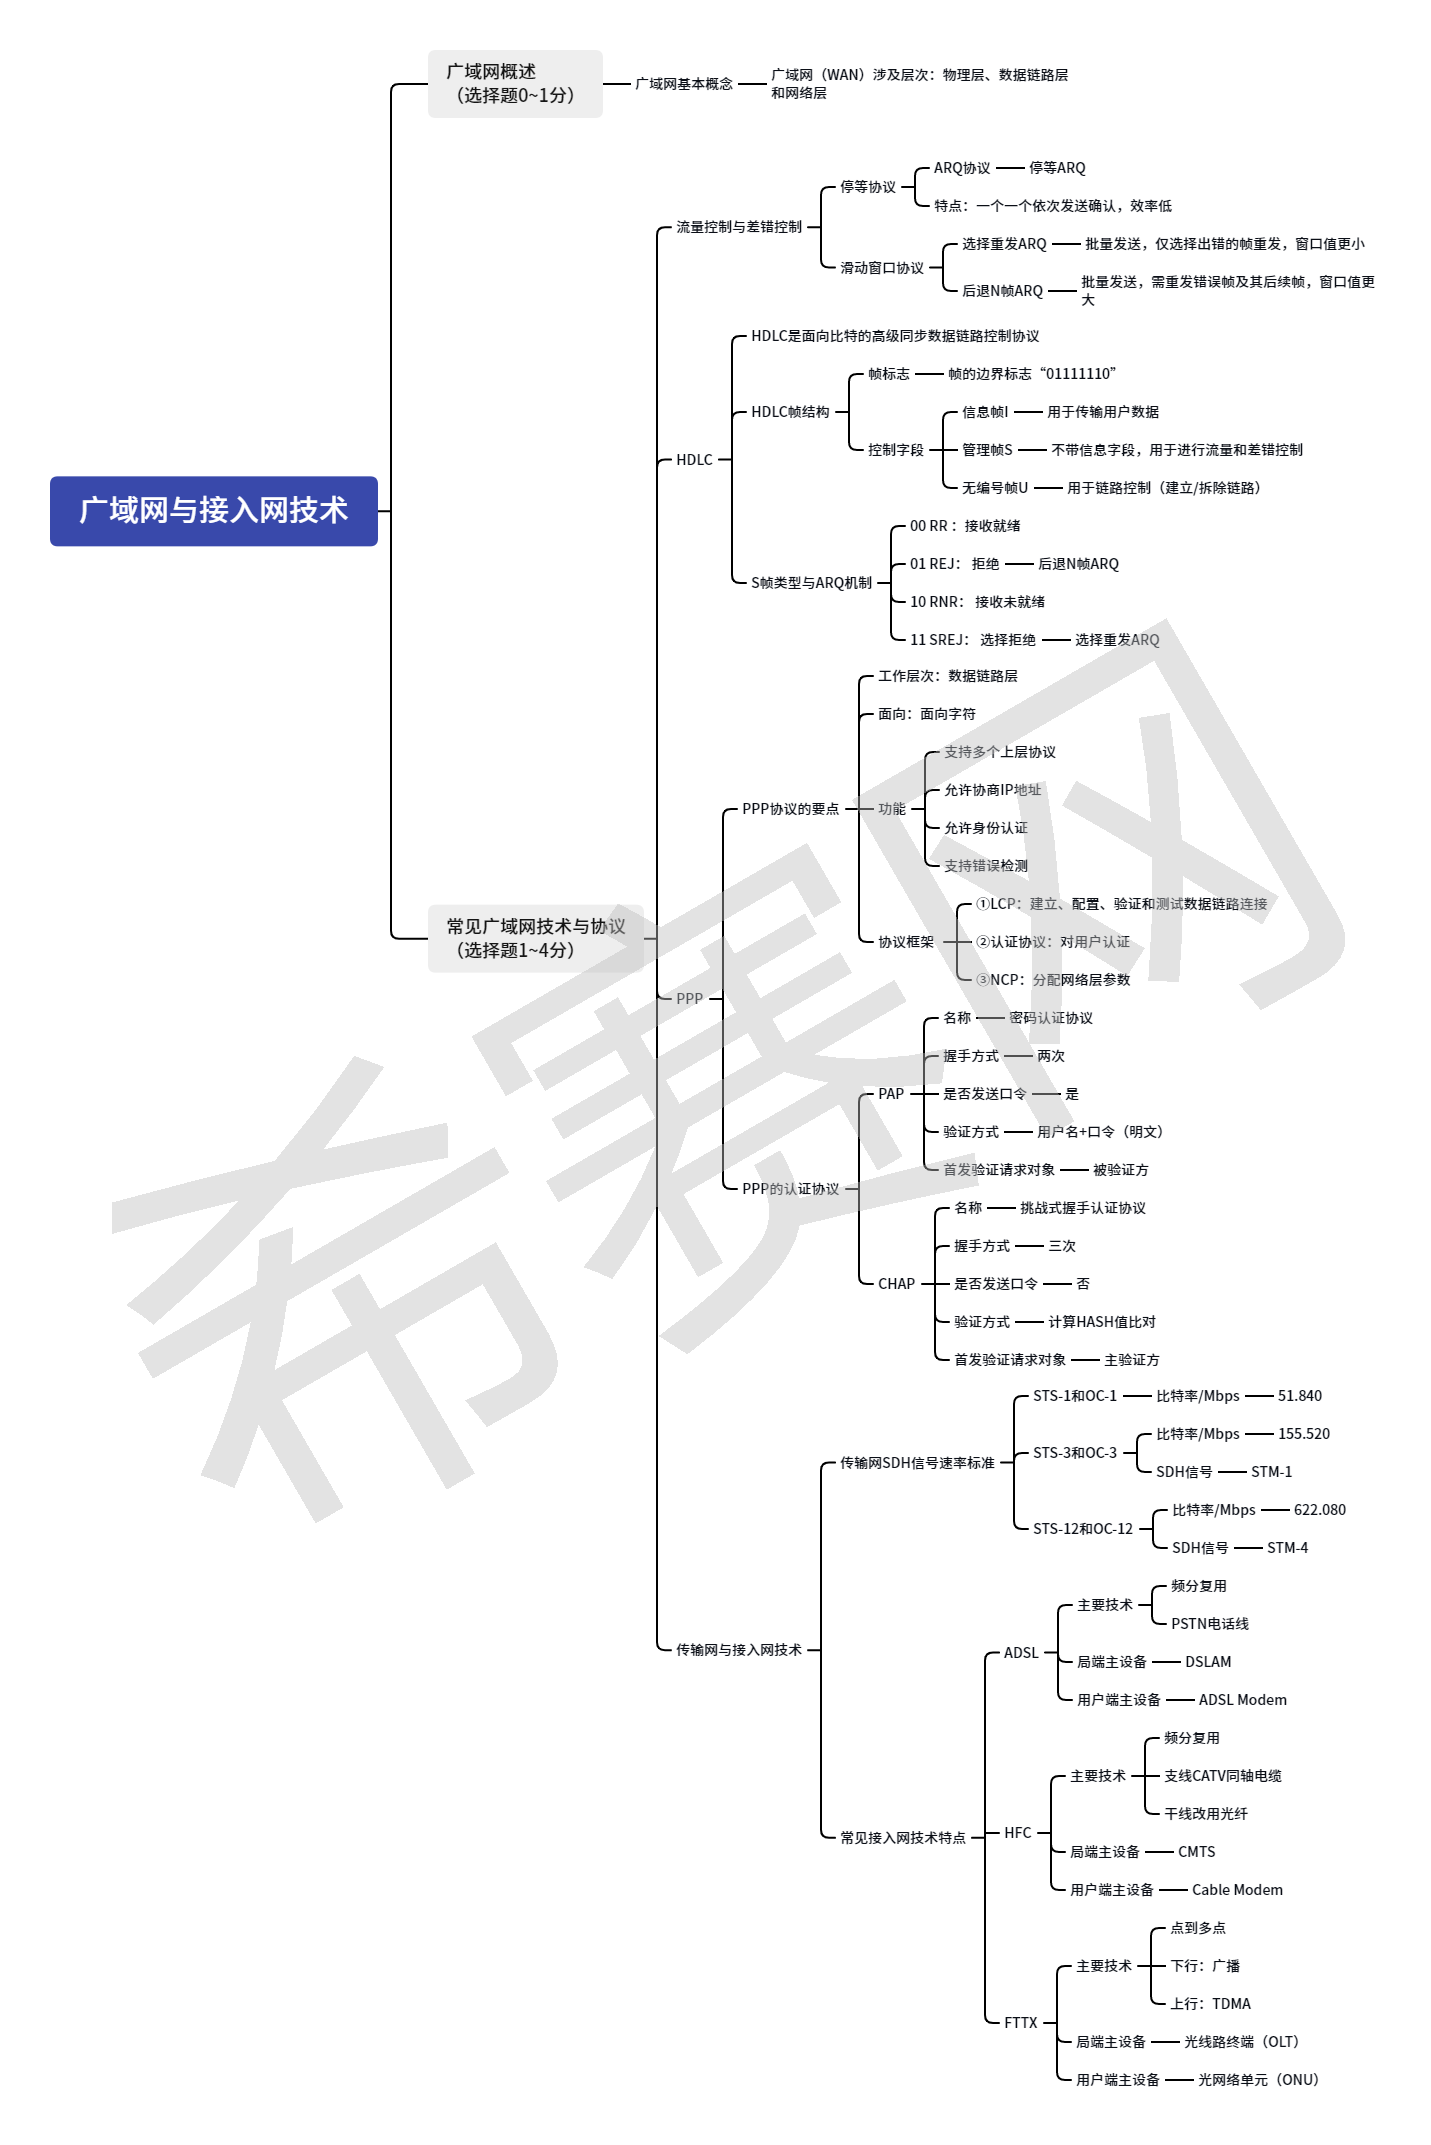 广域网与接入网技术
广域网概述
（选择题0~1分）
广域网基本概念
广域网（WAN）涉及层次：物理层、数据链路层
和网络层
常见广域网技术与协议
（选择题1~4分）
流量控制与差错控制
停等协议
ARQ协议
停等ARQ
特点：一个一个依次发送确认，效率低
滑动窗口协议
选择重发ARQ
批量发送，仅选择出错的帧重发，窗口值更小
后退N帧ARQ
批量发送，需重发错误帧及其后续帧，窗口值更
大
HDLC
HDLC是面向比特的高级同步数据链路控制协议
HDLC帧结构
帧标志
帧的边界标志“01111110”
控制字段
信息帧I
用于传输用户数据
管理帧S
不带信息字段，用于进行流量和差错控制
无编号帧U
用于链路控制（建立/拆除链路）
S帧类型与ARQ机制
00 RR ：接收就绪
01 REJ： 拒绝
后退N帧ARQ
10 RNR： 接收未就绪
11 SREJ： 选择拒绝
选择重发ARQ
PPP
PPP协议的要点
工作层次：数据链路层
面向：面向字符
功能
支持多个上层协议
允许协商IP地址
允许身份认证
支持错误检测
协议框架
①LCP：建立、配置、验证和测试数据链路连接
②认证协议：对用户认证
③NCP：分配网络层参数
PPP的认证协议
PAP
名称
密码认证协议
握手方式
两次
是否发送口令
是
验证方式
用户名+口令（明文）
首发验证请求对象
被验证方
CHAP
名称
挑战式握手认证协议
握手方式
三次
是否发送口令
否
验证方式
计算HASH值比对
首发验证请求对象
主验证方
传输网与接入网技术
传输网SDH信号速率标准
STS-1和OC-1
比特率/Mbps
51.840
STS-3和OC-3
比特率/Mbps
155.520
SDH信号
STM-1
STS-12和OC-12
比特率/Mbps
622.080
SDH信号
STM-4
常见接入网技术特点
ADSL
主要技术
频分复用
PSTN电话线
局端主设备
DSLAM
用户端主设备
ADSL Modem
HFC
主要技术
频分复用
支线CATV同轴电缆
干线改用光纤
局端主设备
CMTS
用户端主设备
Cable Modem
FTTX
主要技术
点到多点
下行：广播
上行：TDMA
局端主设备
光线路终端（OLT）
用户端主设备
光网络单元（ONU）
希赛网